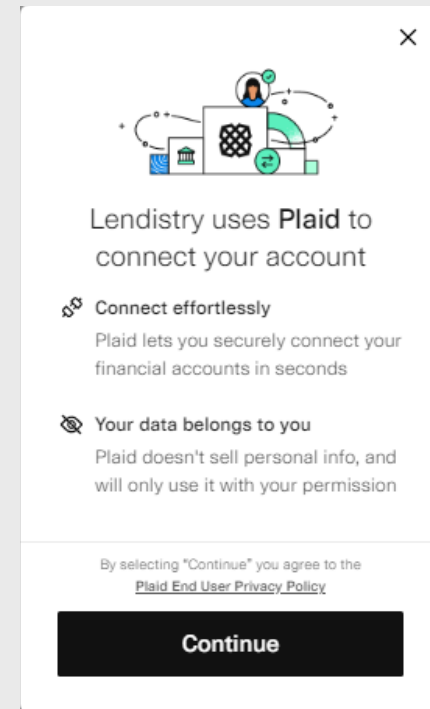 Lendistry uses Plaid to
connect your account
Connect effortlessly
Plaid lets you securely connect your
financial accounts in seconds
Your data belongs to you
Plaid doesn't sell personal info, and
will only use it with your permission
By selecting "Continue" you agree to the
Plaid End User Privacy Policy
Continue